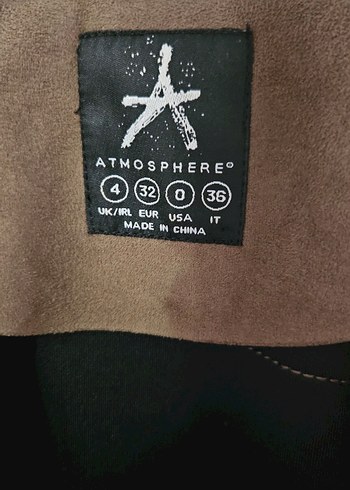 ATMOSPHERE©
4 32 0 36
UK/IRL EUR USA IT
MADE IN CHINA